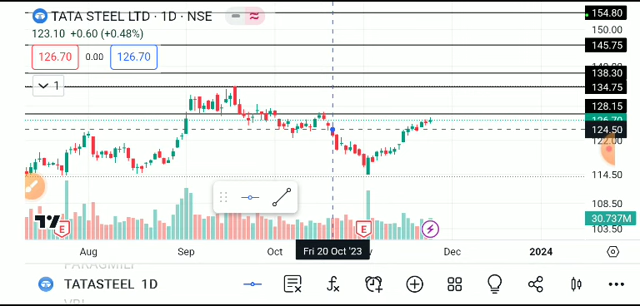 TATA STEEL LTD · 1D · NSE
123.10 +0.60 (+0.48%)
126.70 0.00 126.70
1
154.80
150.00
145.75
138.30
134.75
128.15
126.70
124.50
122.00
114.50
108.50
30.737M
103.50
E
E
Aug Sep Oct Fri 20 Oct '23 Dec 2024
TATASTEEL 1D